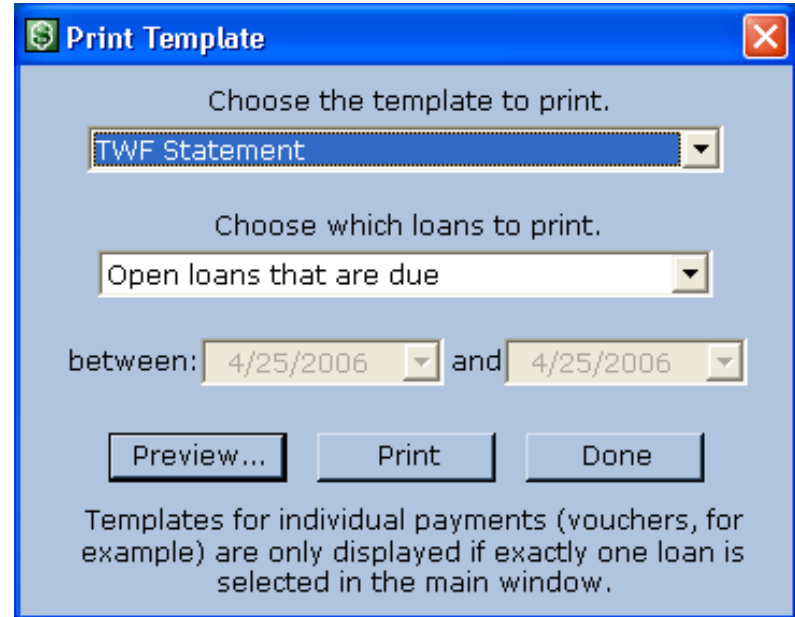 Print Template
Choose the template to print.
TWF Statement
Choose which loans to print.
Open loans that are due
between: 4/25/2006 and 4/25/2006
Preview... Print Done
Templates for individual payments (vouchers, for
example) are only displayed if exactly one loan is
selected in the main window.